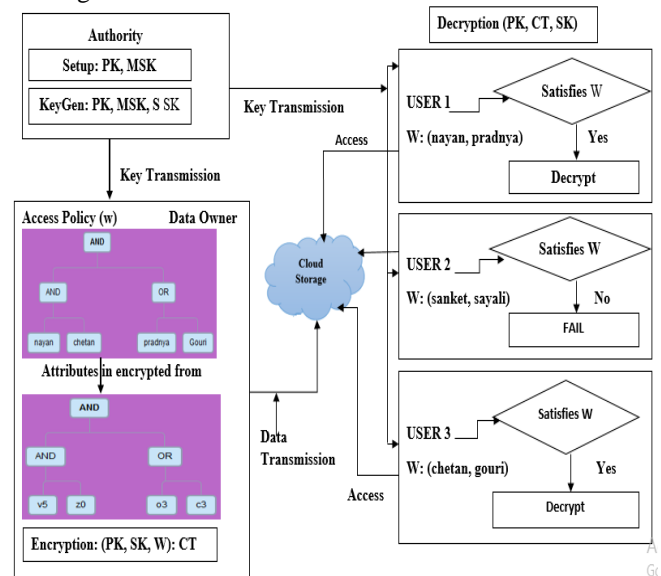 Authority
Setup: PK, MSK
KeyGen: PK, MSK, S SK
Key Transmission
Key Transmission
Access Policy (w) Data Owner
AND
AND OR
nayan chetan pradnya Gouri
Attributes in encrypted from
AND
AND OR
v5 z0 o3 c3
Encryption: (PK, SK, W): CT
Data
Transmission
Cloud
Storage
Access
Access
Decryption (PK, CT, SK)
USER 1
W: (nayan, pradnya)
Satisfies W
Yes
Decrypt
USER 2
W: (sanket, sayali)
Satisfies W
No
FAIL
USER 3
W: (chetan, gouri)
Satisfies W
Yes
Decrypt